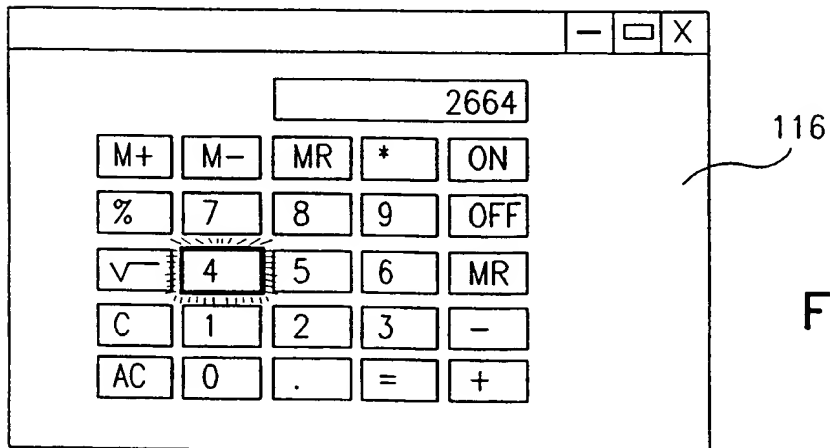 X
2664
116
M+ M- MR * ON
% 7 8 9 OFF
√ 4 5 6 MR
F
C 1 2 3 -
AC 0 . = +